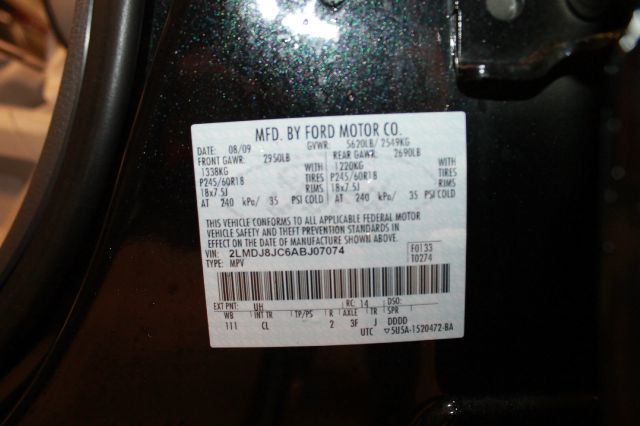 MFD. BY FORD MOTOR CO.
DATE: 08/09 GVWR: 5620LB/ 2549KG
FRONT GAWR: 2950LB REAR GAWR: 2690LB
1338KG WITH 1220KG WITH
P245/60R18 TIRES P245/60R18 TIRES
18x7.5J RIMS 18x7.5J RIMS
AT 240 kPa/ 35 PSI COLD AT 240 kPa/ 35 PSI COLD
THIS VEHICLE CONFORMS TO ALL APPLICABLE FEDERAL MOTOR
VEHICLE SAFETY AND THEFT PREVENTION STANDARDS IN
EFFECT ON THE DATE OF MANUFACTURE SHOWN ABOVE.
VIN: 2LMDJ8JC6ABJ07074 F0133
TYPE: MPV T0274
EXT PNT: UH RC: 14 DSO:
WB INT TR TP/PS R AXLE TR SPR
111 CL 2 3F J DDDD
UTC ▽5U5A-1520472-BA